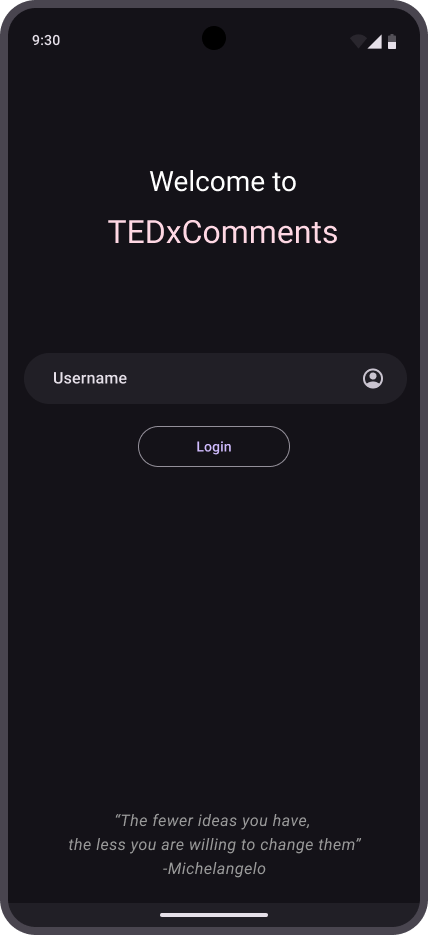 9:30
Welcome to
TEDxComments
Username
Login
“The fewer ideas you have,
the less you are willing to change them”
-Michelangelo